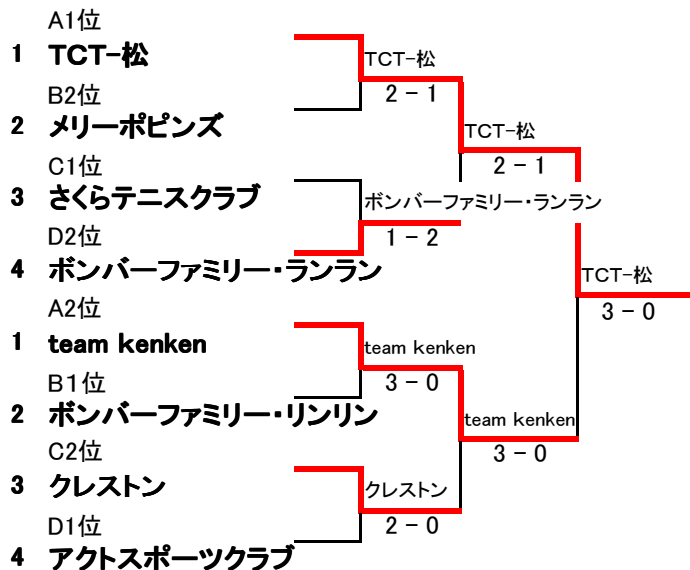 A1位
1 TCT-松
TCT-松
B2位
2 - 1
2 メリーポピンズ
TCT-松
C1位
2 - 1
3 さくらテニスクラブ
ボンバーファミリー・ランラン
D2位
1 - 2
4 ボンバーファミリー・ランラン
TCT-松
A2位
3 - 0
1 team kenken
team kenken
B1位
3 - 0
2 ボンバーファミリー・リンリン
team kenken
C2位
3 - 0
3 クレストン
クレストン
D1位
2 - 0
4 アクトスポーツクラブ